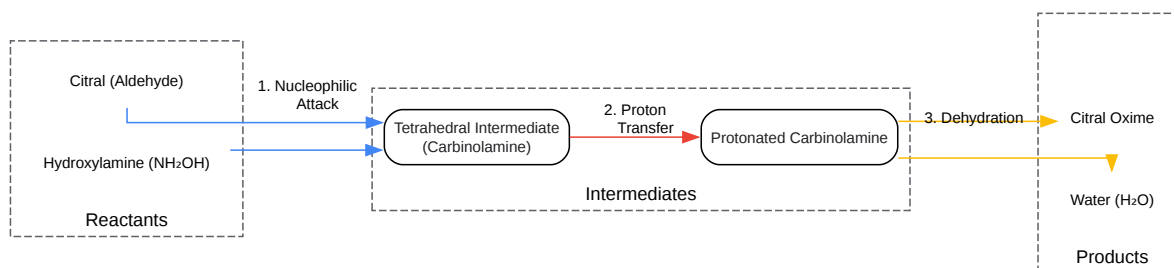 Citral (Aldehyde)
Hydroxylamine (NH₂OH)
Reactants
1. Nucleophilic
Attack
Tetrahedral Intermediate
(Carbinolamine)
2. Proton
Transfer
Protonated Carbinolamine
Intermediates
3. Dehydration
Citral Oxime
Water (H₂O)
Products